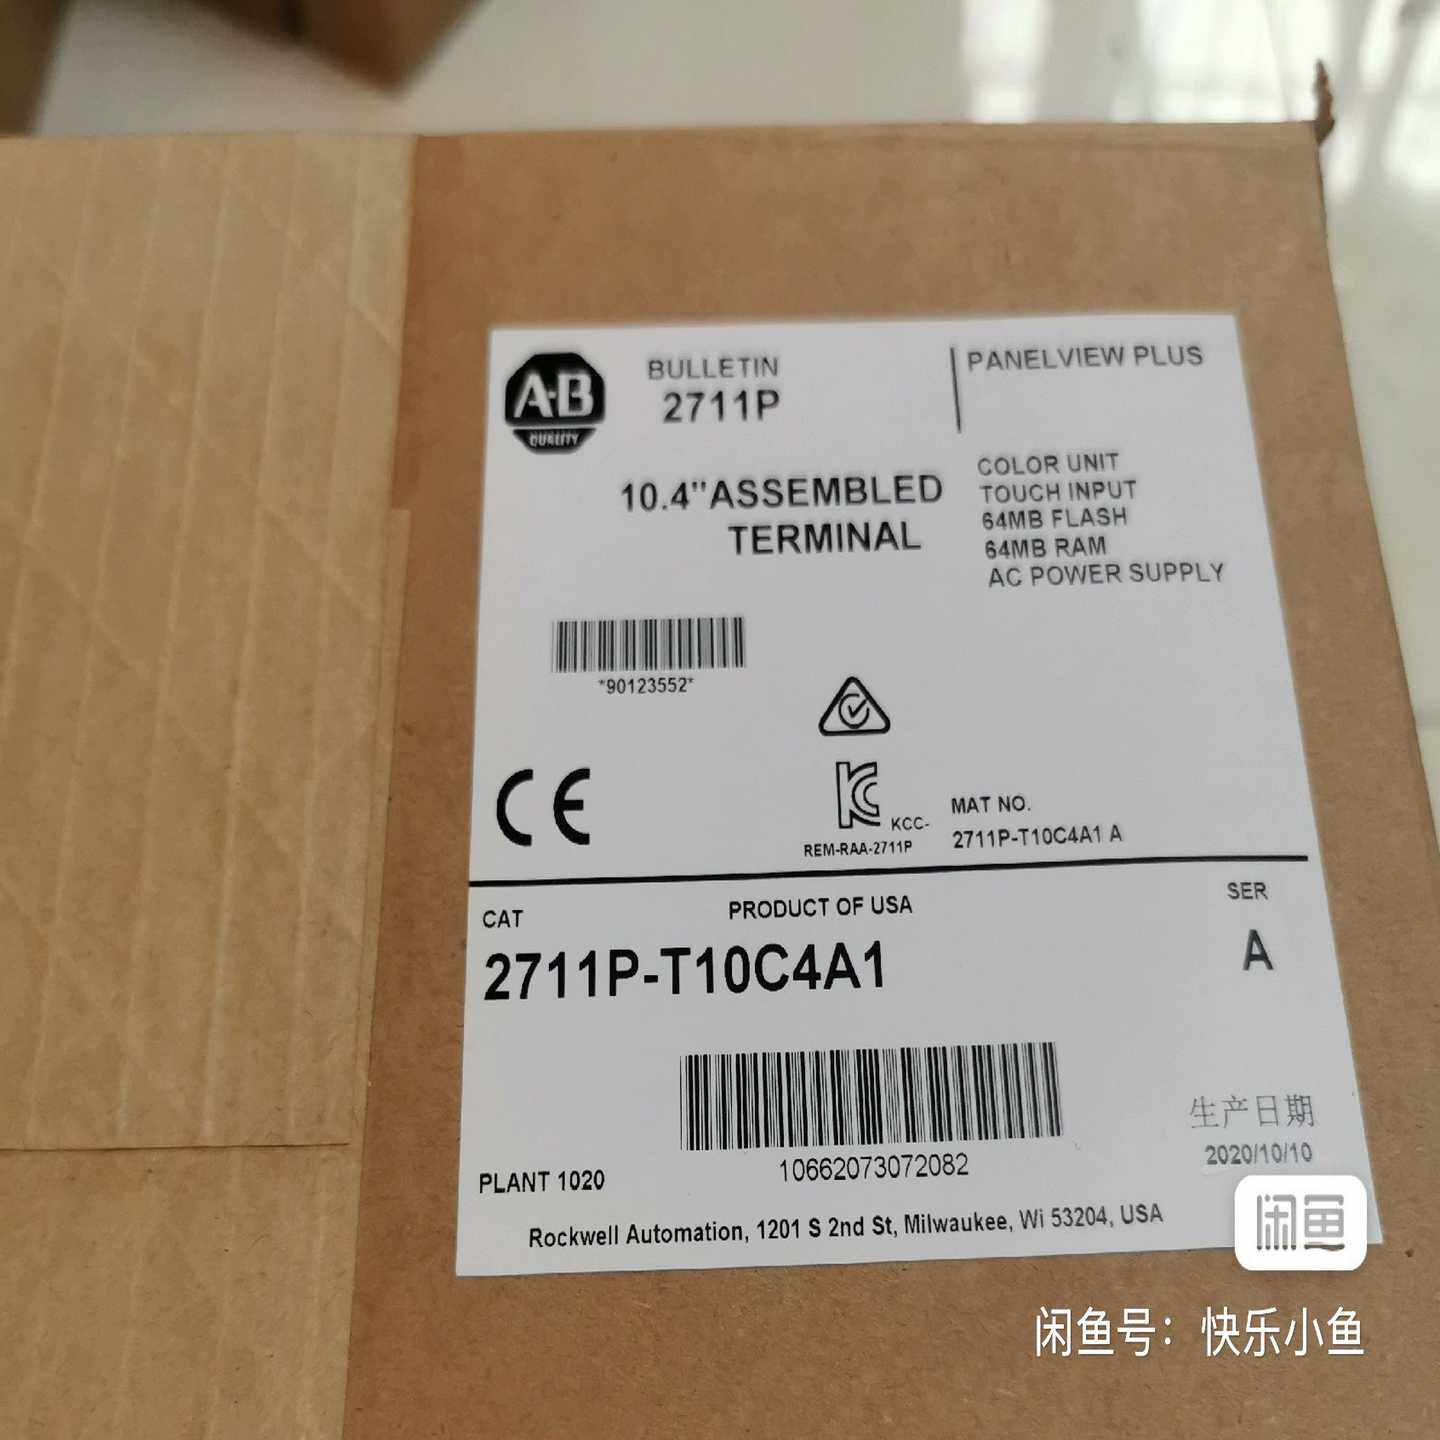 A-B
QUALITY
BULLETIN
2711P
PANELVIEW PLUS
10.4"ASSEMBLED
TERMINAL
COLOR UNIT
TOUCH INPUT
64MB FLASH
64MB RAM
AC POWER SUPPLY
*90123552*
CE
KCC-
REM-RAA-2711P
MAT NO.
2711P-T10C4A1 A
CAT
PRODUCT OF USA
SER
2711P-T10C4A1
A
10662073072082
生产日期
2020/10/10
PLANT 1020
Rockwell Automation, 1201 S 2nd St, Milwaukee, Wi 53204, USA
闲鱼
闲鱼号：快乐小鱼